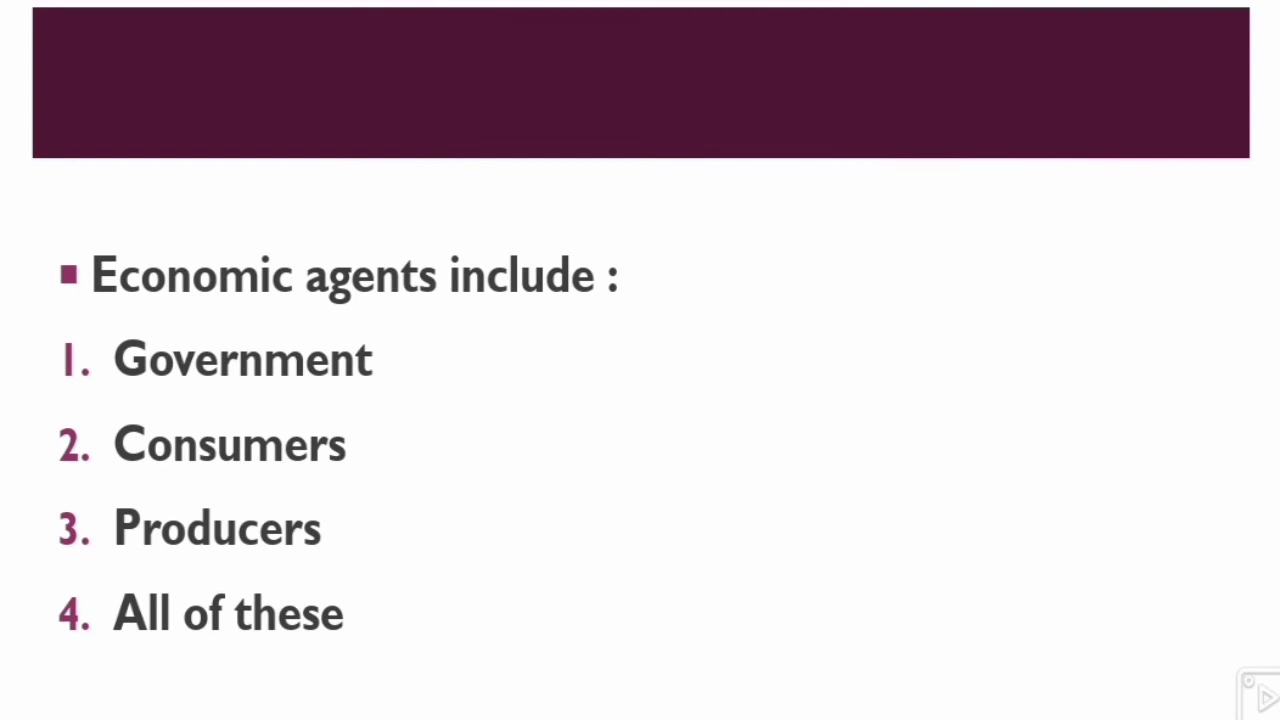 Economic agents include :
1. Government
2. Consumers
3. Producers
4. All of these